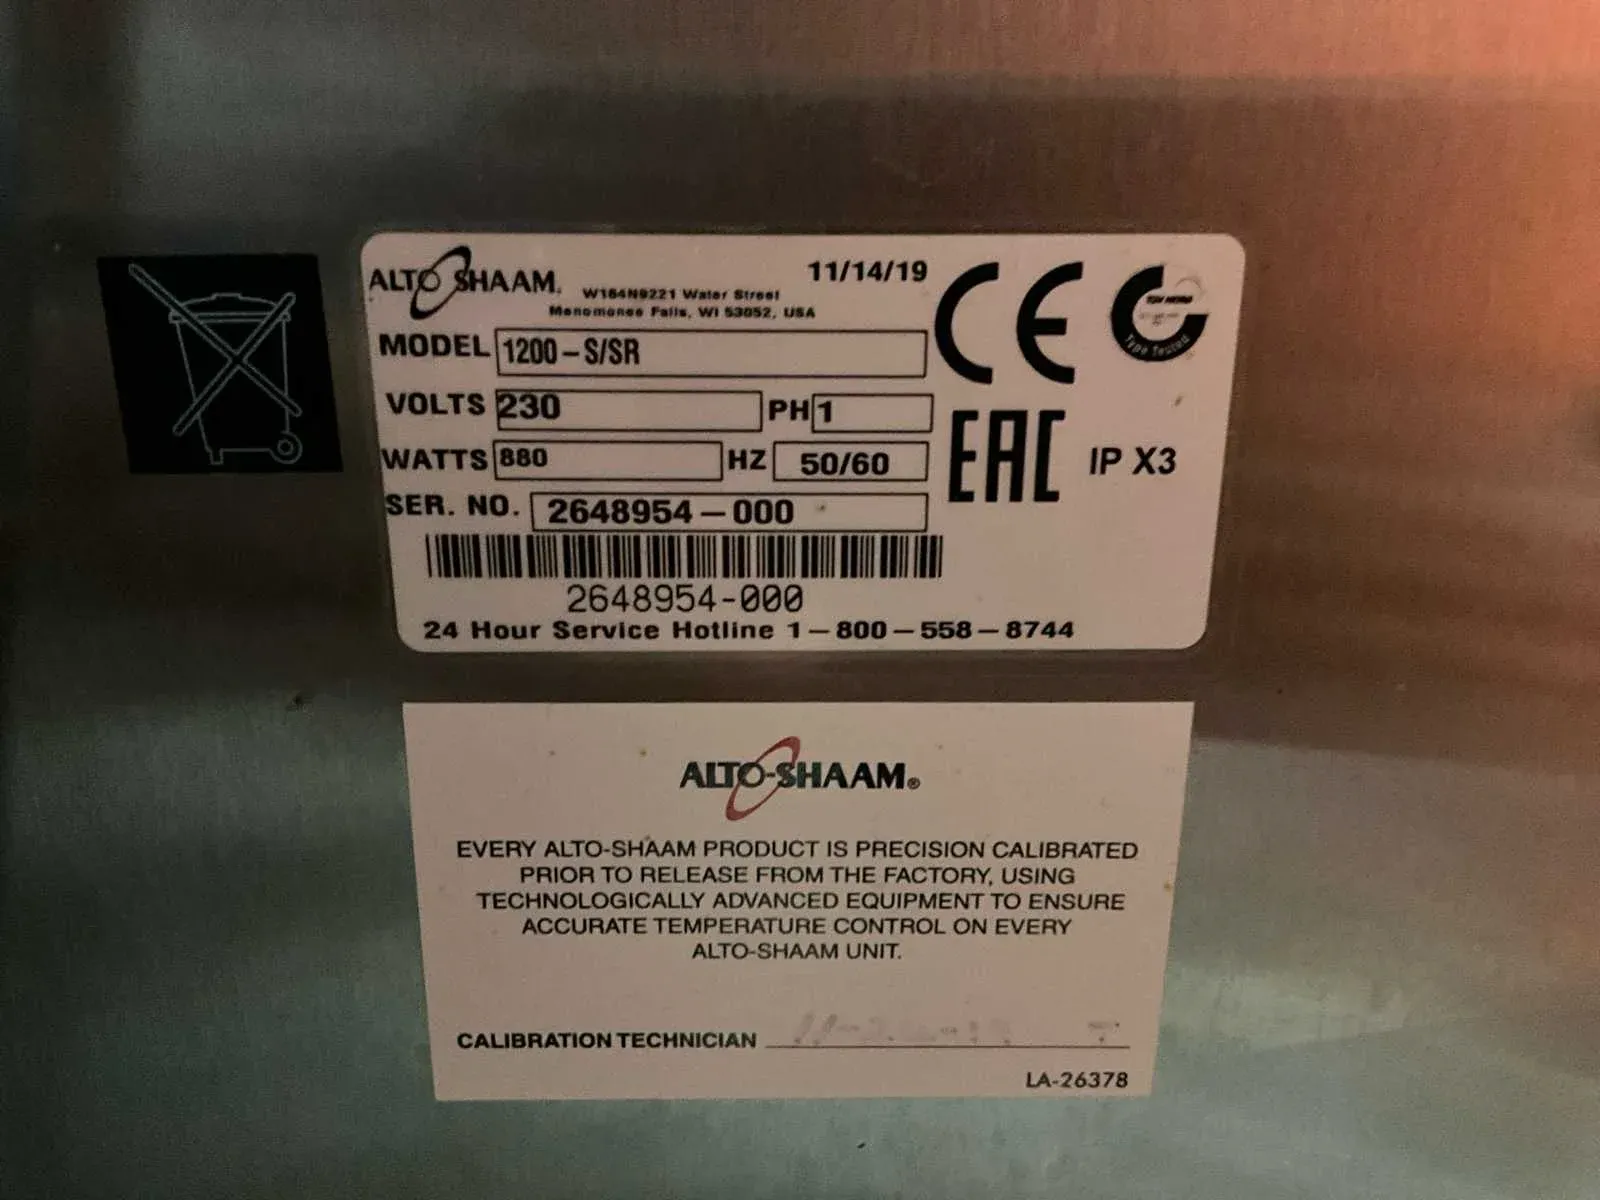 ALTO SHAAM.
11/14/19
W164N9221 Water Street
Menomonee Falls, WI 53052, USA
CE
Type Tested
MODEL 1200-S/SR
VOLTS 230 PH 1
WATTS 880 HZ 50/60
EAC IP X3
SER. NO. 2648954-000
2648954-000
24 Hour Service Hotline 1-800-558-8744
ALTO-SHAAM®
EVERY ALTO-SHAAM PRODUCT IS PRECISION CALIBRATED
PRIOR TO RELEASE FROM THE FACTORY, USING
TECHNOLOGICALLY ADVANCED EQUIPMENT TO ENSURE
ACCURATE TEMPERATURE CONTROL ON EVERY
ALTO-SHAAM UNIT.
CALIBRATION TECHNICIAN
LA-26378